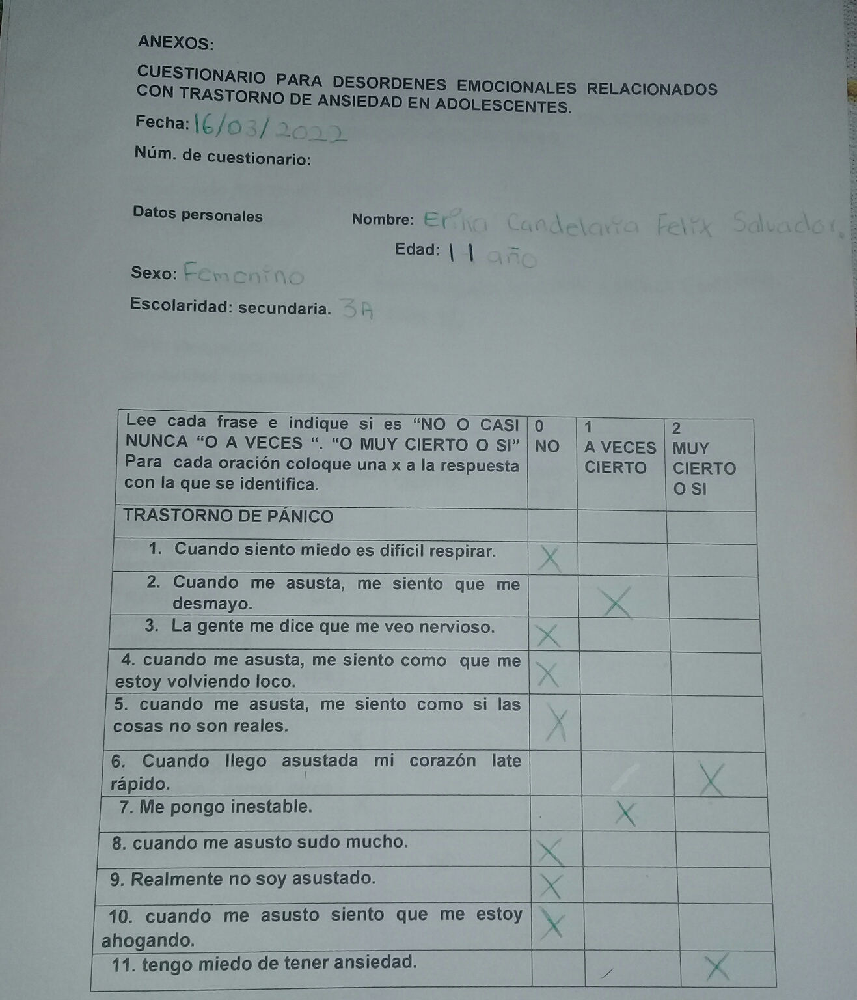 ANEXOS:
CUESTIONARIO PARA DESORDENES EMOCIONALES RELACIONADOS
CON TRASTORNO DE ANSIEDAD EN ADOLESCENTES.
Fecha: 16/03/2022
Núm. de cuestionario:
Datos personales Nombre: Erika Candelaria Felix Salvador.
Edad: 11 año
Sexo: Femenino
Escolaridad: secundaria. 3A
Lee cada frase e indique si es “NO O CASI
NUNCA “O A VECES “. “O MUY CIERTO O SI”
Para cada oración coloque una x a la respuesta
con la que se identifica.
0
NO
1
A VECES
CIERTO
2
MUY
CIERTO
O SI
TRASTORNO DE PÁNICO
1. Cuando siento miedo es difícil respirar. X
2. Cuando me asusta, me siento que me
desmayo. X
3. La gente me dice que me veo nervioso. X
4. cuando me asusta, me siento como que me
estoy volviendo loco. X
5. cuando me asusta, me siento como si las
cosas no son reales. X
6. Cuando llego asustada mi corazón late
rápido. X
7. Me pongo inestable. X
8. cuando me asusto sudo mucho. X
9. Realmente no soy asustado. X
10. cuando me asusto siento que me estoy
ahogando. X
11. tengo miedo de tener ansiedad. X